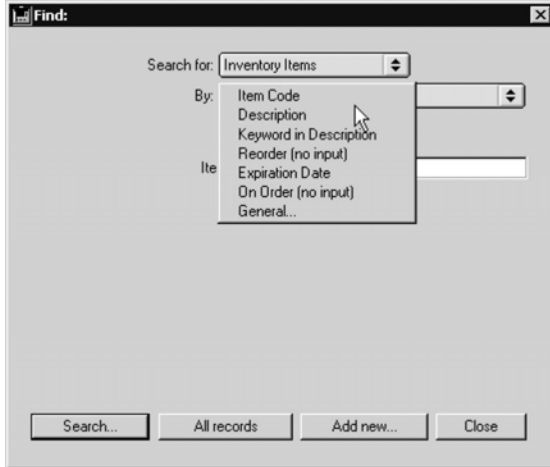 Find:
Search for: Inventory Items
By:
Item Code
Description
Keyword in Description
Reorder (no input)
Ite
Expiration Date
On Order (no input)
General...
Search... All records Add new... Close